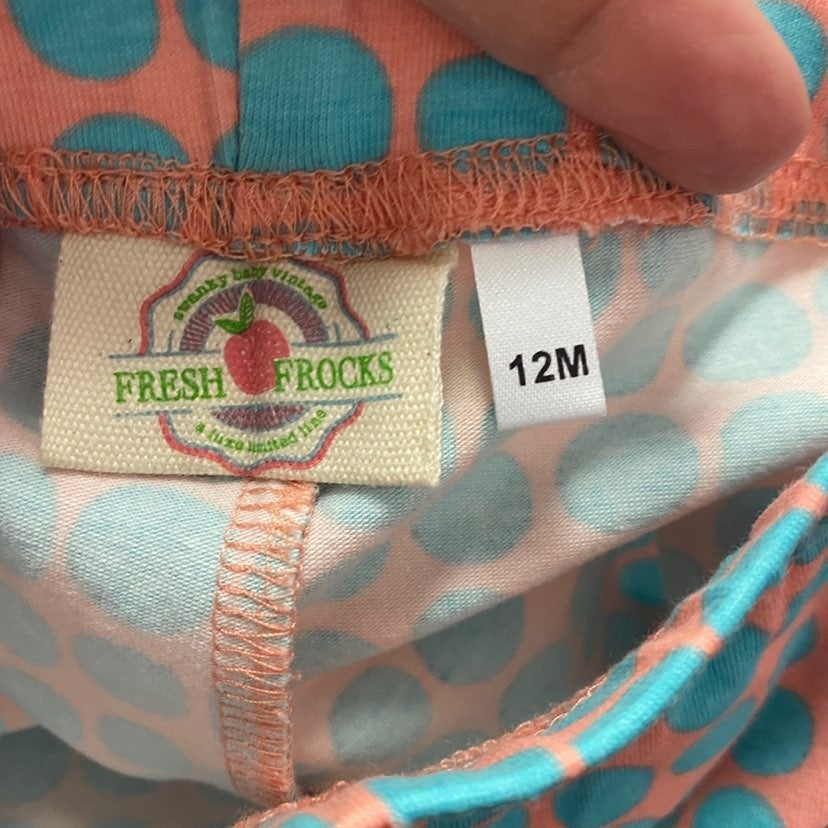 swanky baby vintage
FRESH FROCKS
a luxe limited line
12M